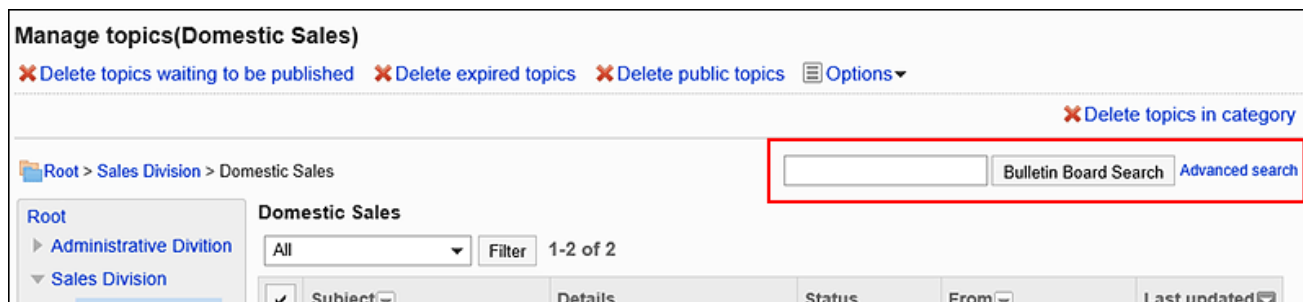 Manage topics(Domestic Sales)
Delete topics waiting to be published Delete expired topics Delete public topics Options
Delete topics in category
Root > Sales Division > Domestic Sales
Bulletin Board Search Advanced search
Root
Administrative Divition
Sales Division
Domestic Sales
All Filter 1-2 of 2
Subject Details Status From Last updated